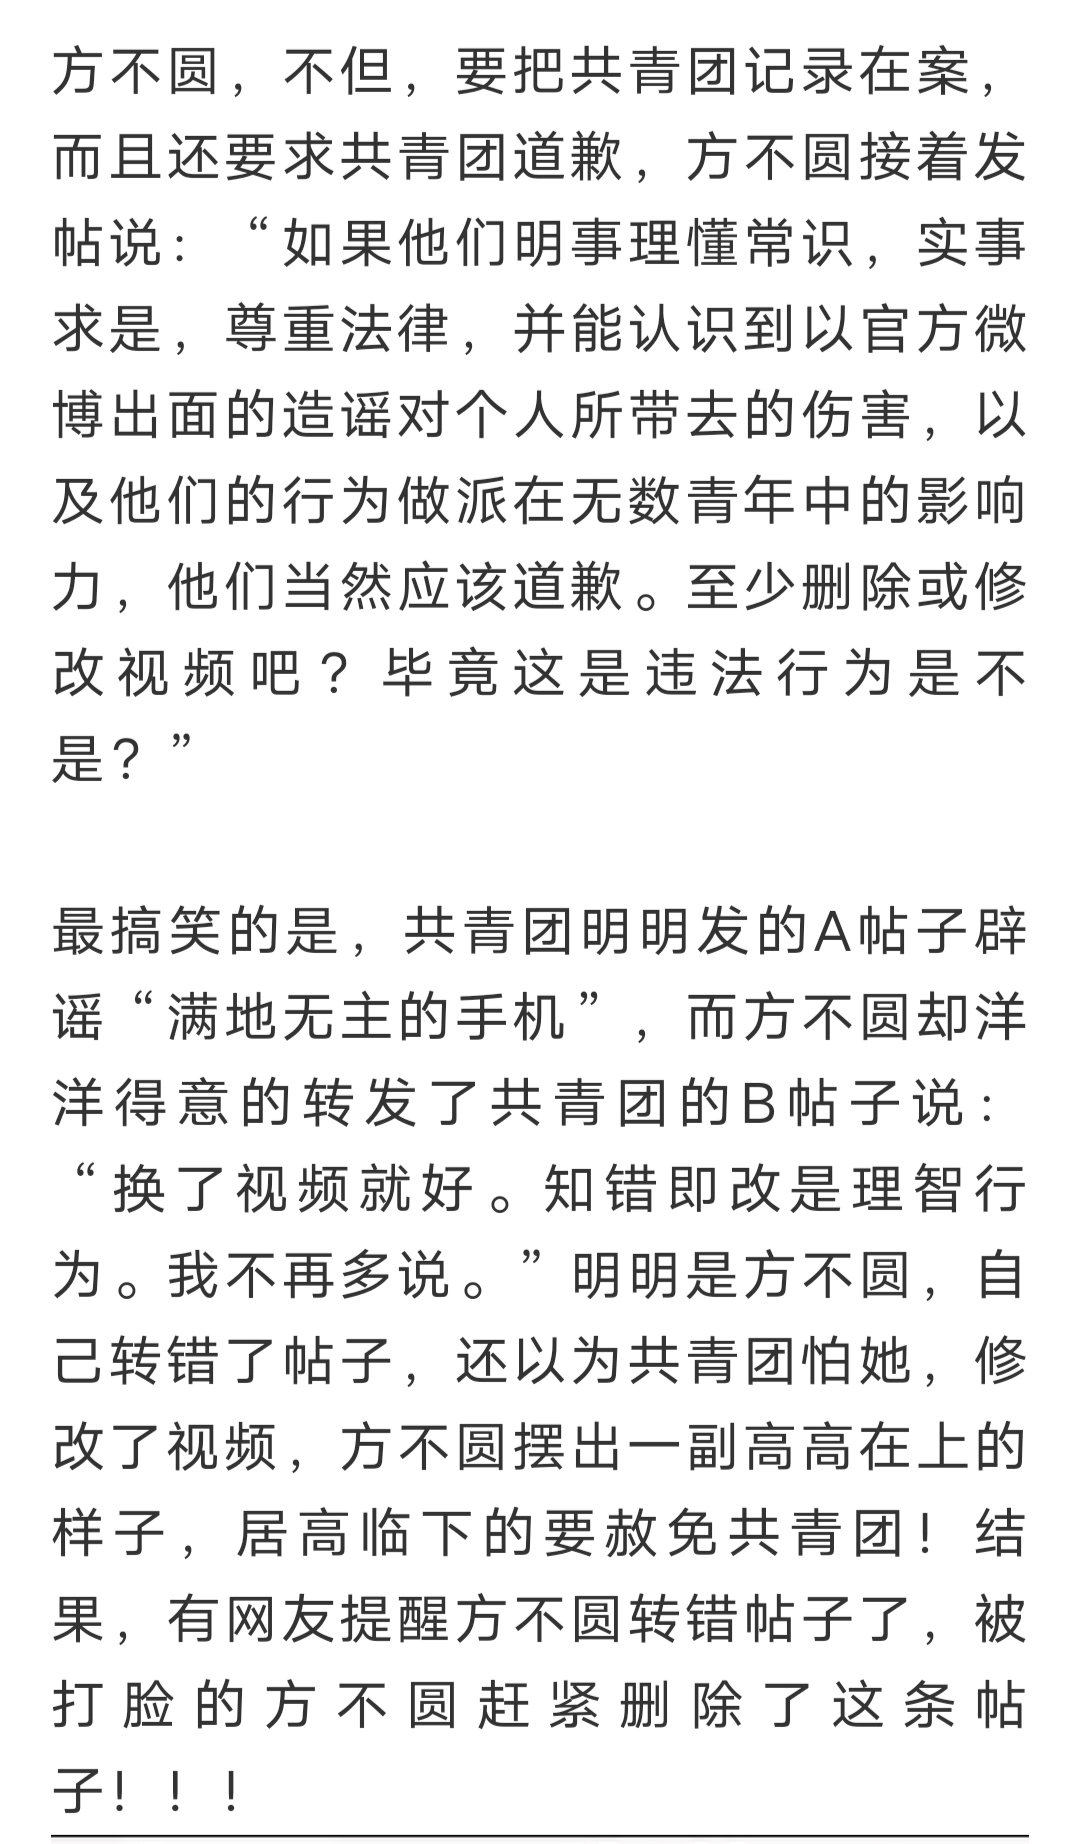 方不圆，不但，要把共青团记录在案，
而且还要求共青团道歉，方不圆接着发
帖说：“如果他们明事理懂常识，实事
求是，尊重法律，并能认识到以官方微
博出面的造谣对个人所带去的伤害，以
及他们的行为做派在无数青年中的影响
力，他们当然应该道歉。至少删除或修
改视频吧？毕竟这是违法行为是不
是？”
最搞笑的是，共青团明明发的A帖子辟
谣“满地无主的手机”，而方不圆却洋
洋得意的转发了共青团的B帖子说：
“换了视频就好。知错即改是理智行
为。我不再多说。”明明是方不圆，自
己转错了帖子，还以为共青团怕她，修
改了视频，方不圆摆出一副高高在上的
样子，居高临下的要赦免共青团！结
果，有网友提醒方不圆转错帖子了，被
打脸的方不圆赶紧删除了这条帖
子！！！